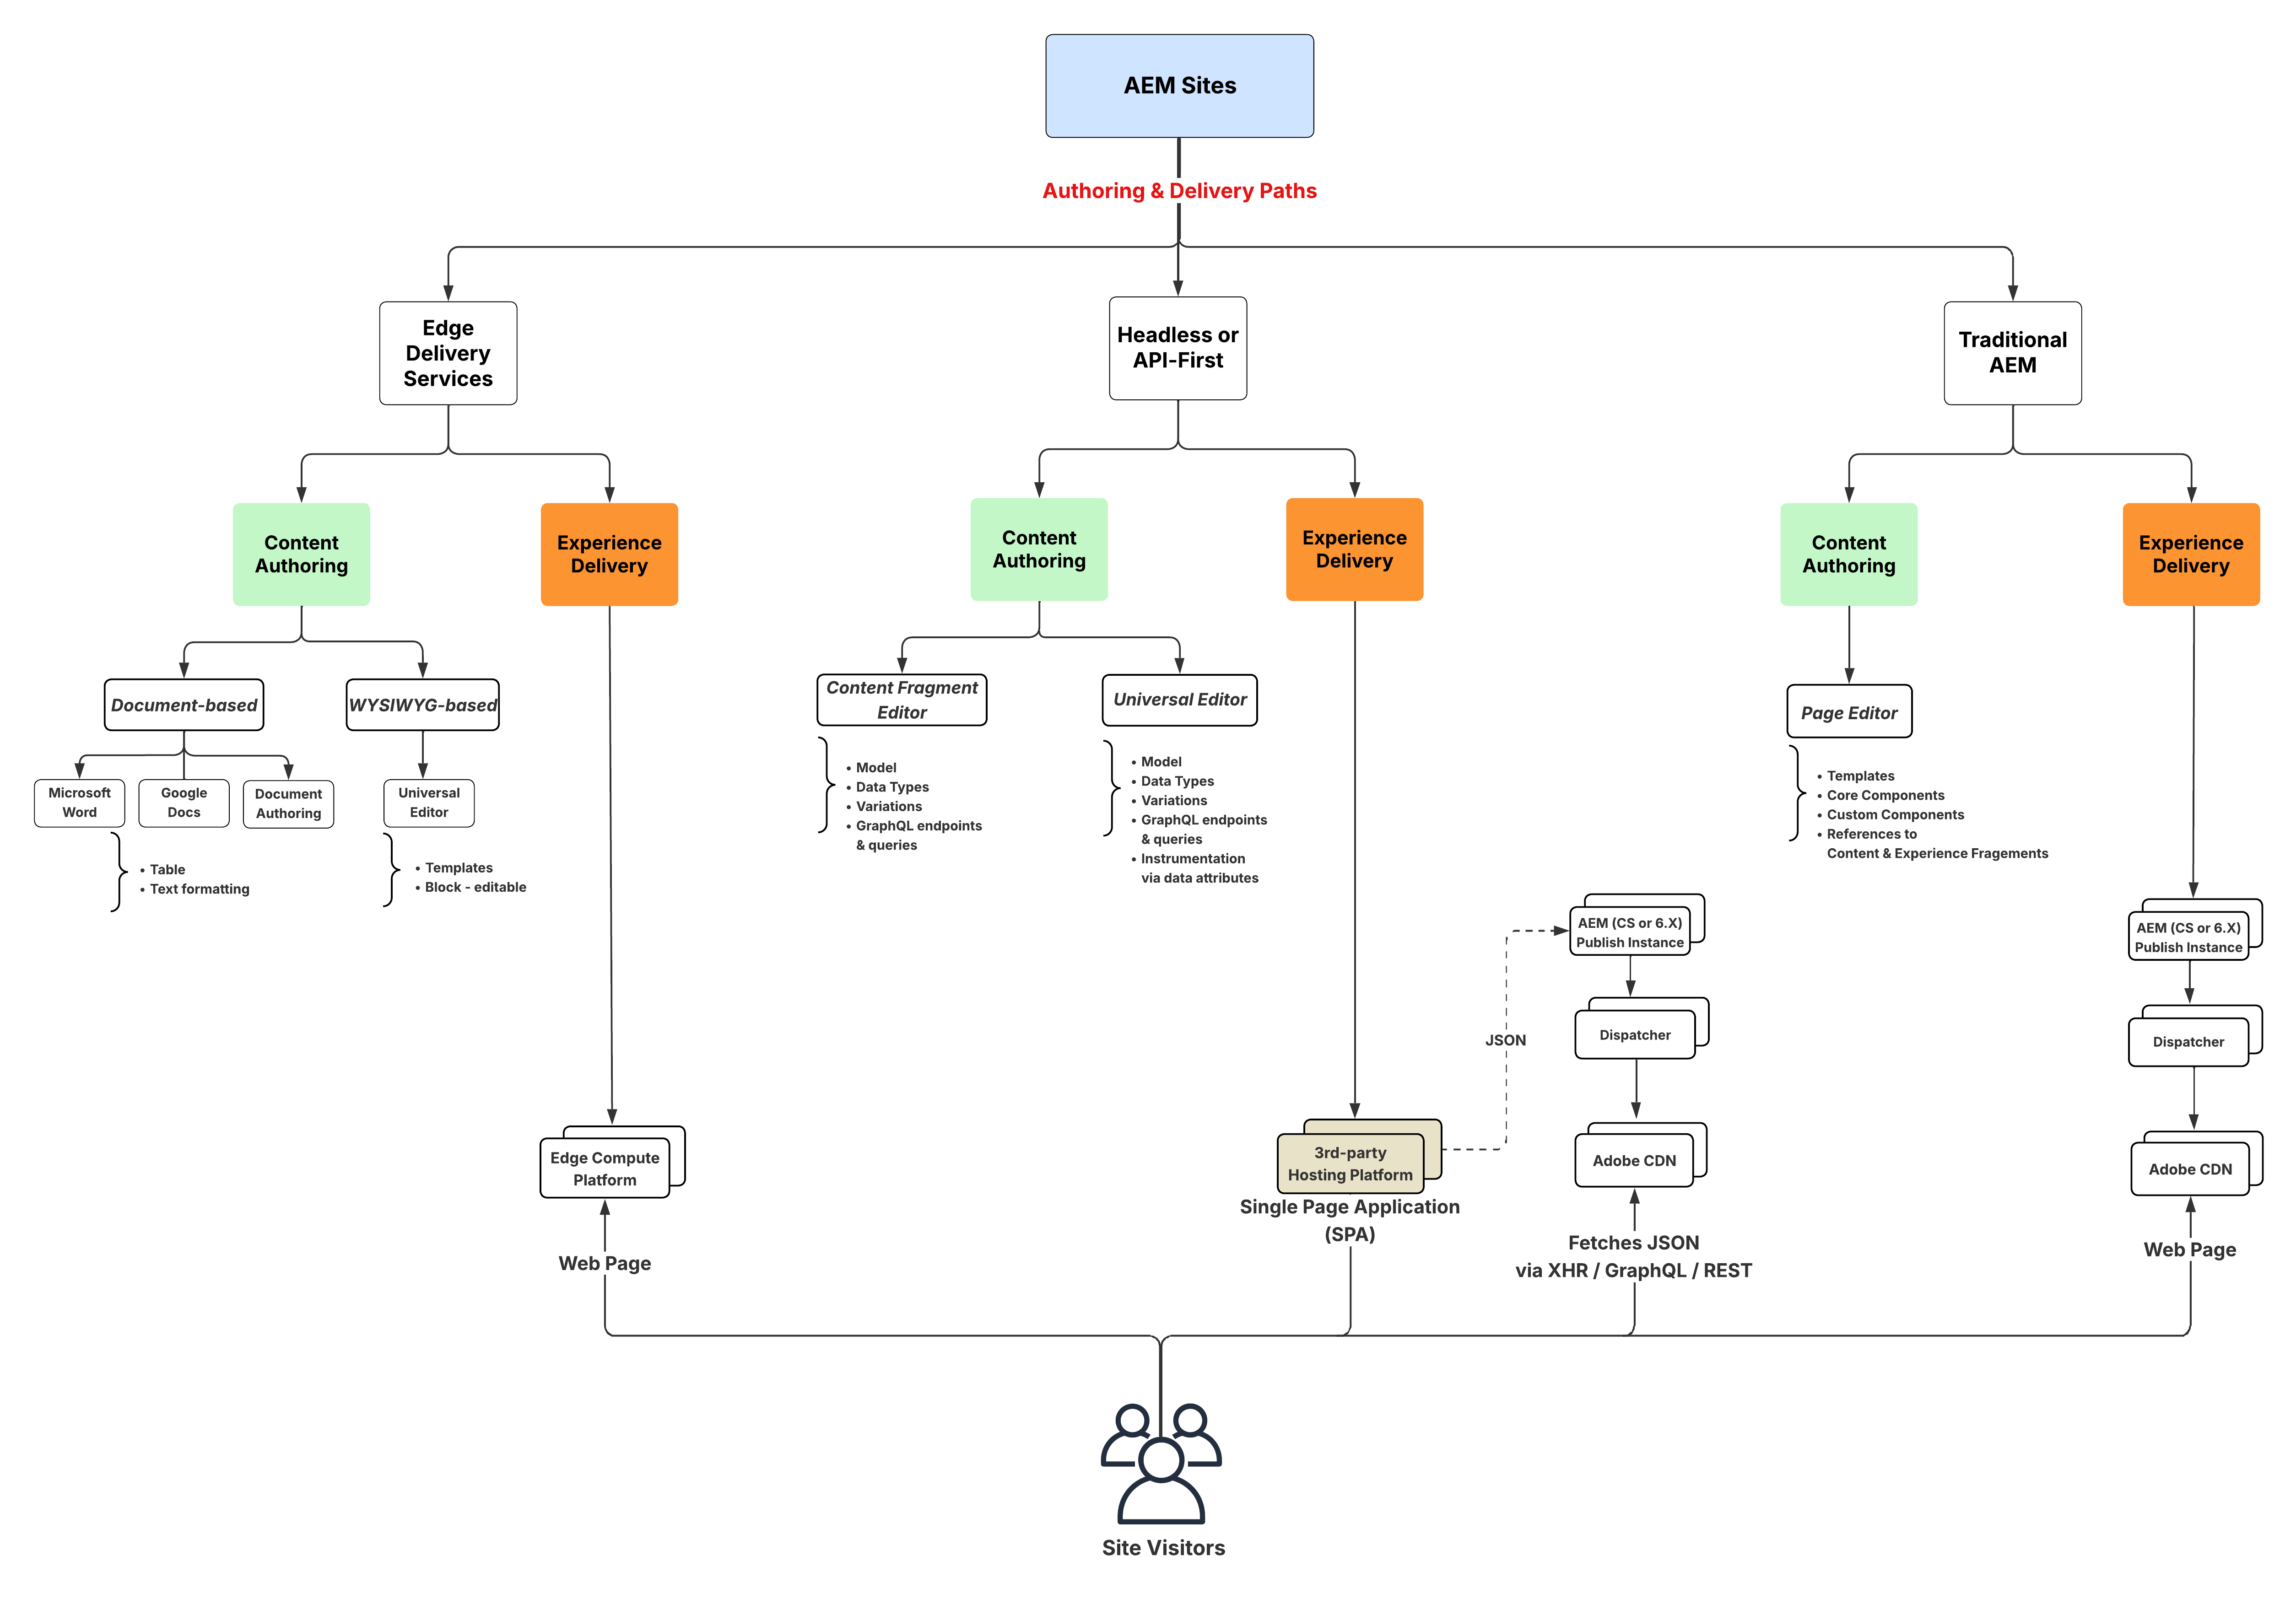 AEM Sites
Authoring & Delivery Paths
Edge
Delivery
Services
Headless or
API-First
Traditional
AEM
Content
Authoring
Experience
Delivery
Content
Authoring
Experience
Delivery
Content
Authoring
Experience
Delivery
Document-based
WYSIWYG-based
Content Fragment
Editor
Universal Editor
Page Editor
Microsoft
Word
Google
Docs
Document
Authoring
Universal
Editor
• Table
• Text formatting
• Templates
• Block - editable
• Model
• Data Types
• Variations
• GraphQL endpoints
& queries
• Model
• Data Types
• Variations
• GraphQL endpoints
& queries
• Instrumentation
via data attributes
• Templates
• Core Components
• Custom Components
• References to
Content & Experience Fragements
AEM (CS or 6.X)
Publish Instance
Dispatcher
Adobe CDN
JSON
AEM (CS or 6.X)
Publish Instance
Dispatcher
Adobe CDN
Edge Compute
Platform
3rd-party
Hosting Platform
Single Page Application
(SPA)
Web Page
Fetches JSON
via XHR / GraphQL / REST
Web Page
Site Visitors